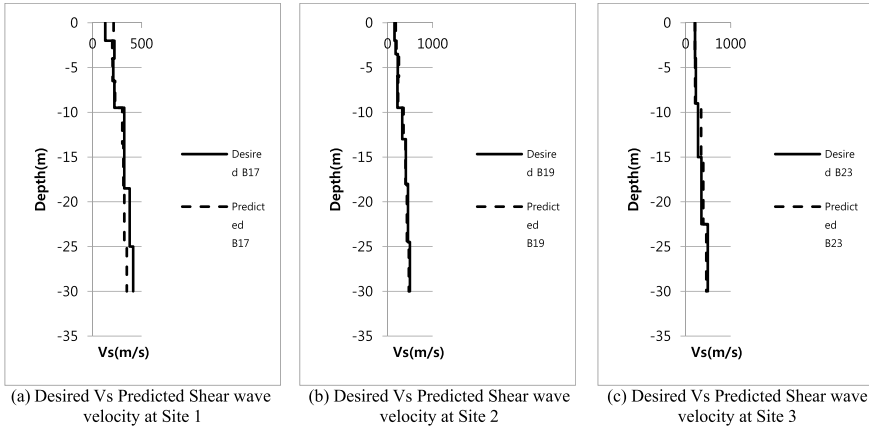 0
0 500
-5
-10
-15
-20
-25
-30
-35
Depth(m)
Vs(m/s)
Desire
d B17
Predict
ed
B17
(a) Desired Vs Predicted Shear wave
velocity at Site 1
0
0 1000
-5
-10
-15
-20
-25
-30
-35
Depth(m)
Vs(m/s)
Desire
d B19
Predict
ed
B19
(b) Desired Vs Predicted Shear wave
velocity at Site 2
0
0 1000
-5
-10
-15
-20
-25
-30
-35
Depth(m)
Vs(m/s)
Desire
d B23
Predict
ed
B23
(c) Desired Vs Predicted Shear wave
velocity at Site 3